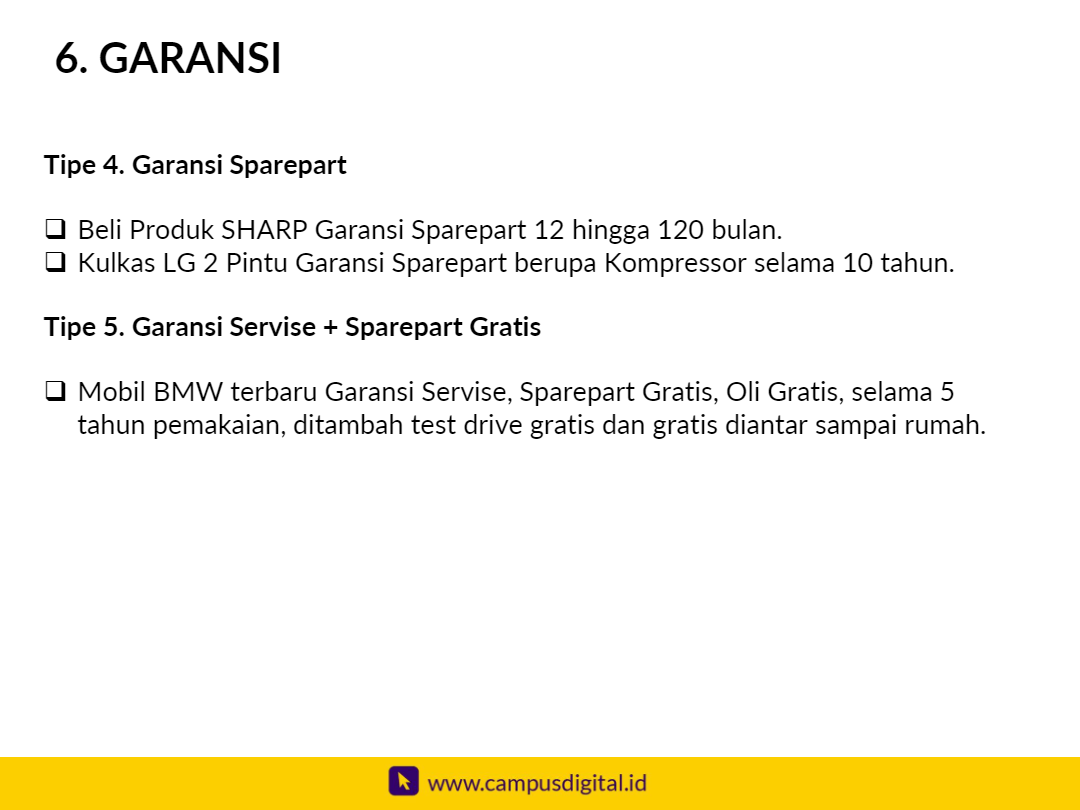 6. GARANSI
Tipe 4. Garansi Sparepart
❑ Beli Produk SHARP Garansi Sparepart 12 hingga 120 bulan.
❑ Kulkas LG 2 Pintu Garansi Sparepart berupa Kompressor selama 10 tahun.
Tipe 5. Garansi Servise + Sparepart Gratis
❑ Mobil BMW terbaru Garansi Servise, Sparepart Gratis, Oli Gratis, selama 5
tahun pemakaian, ditambah test drive gratis dan gratis diantar sampai rumah.
www.campusdigital.id